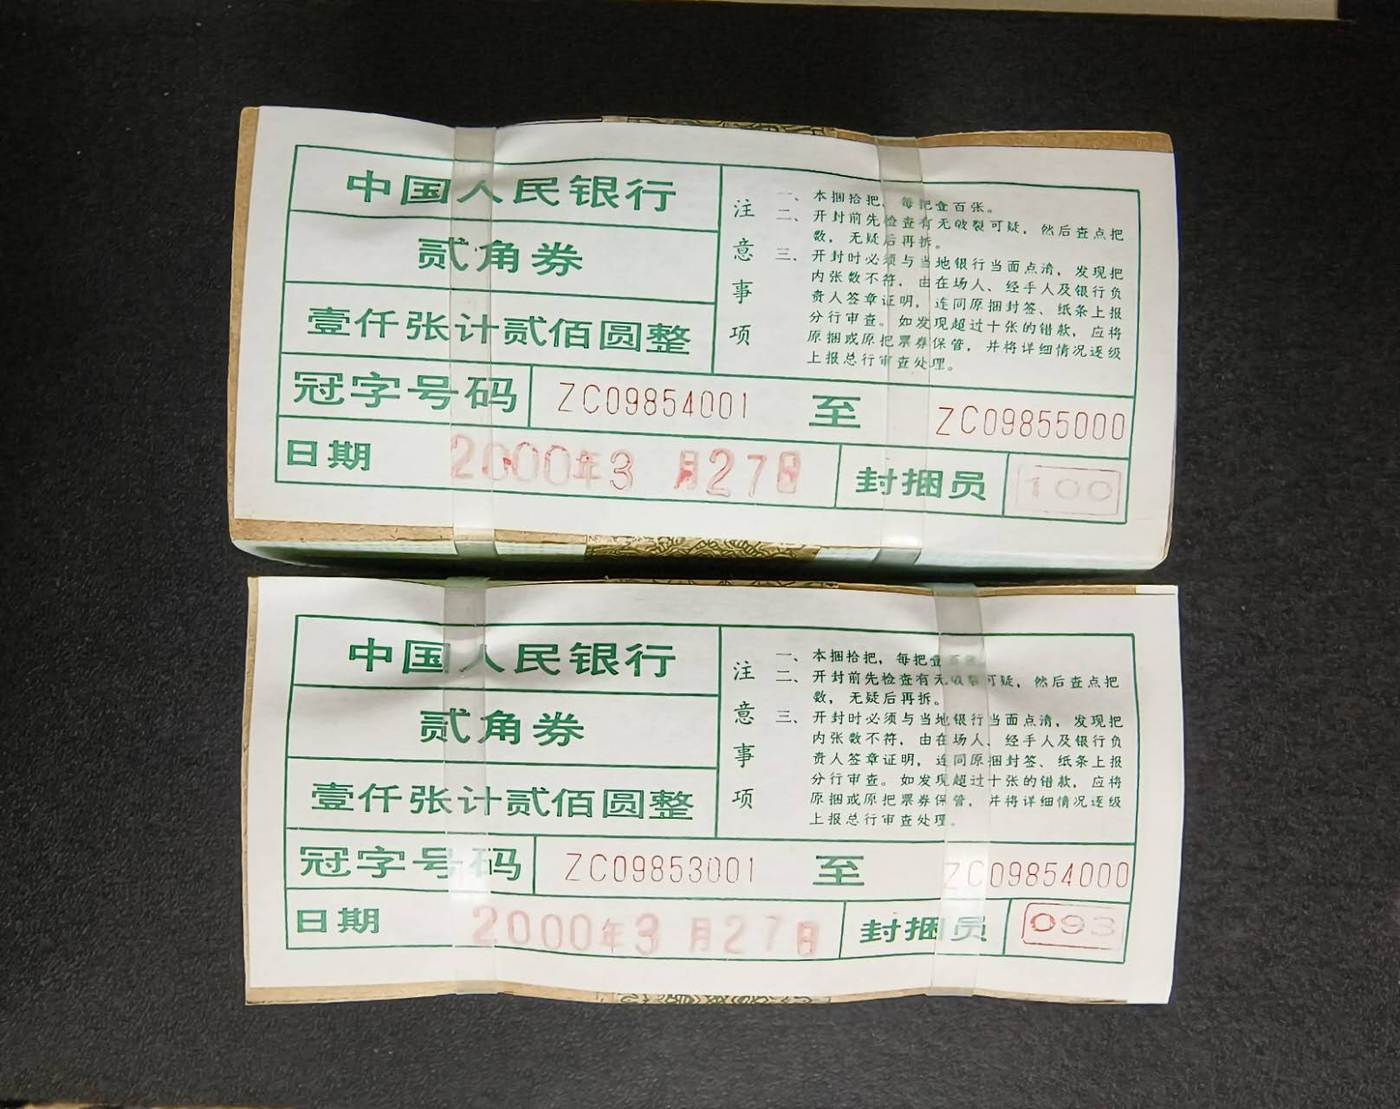 中国人民银行
贰角券
壹仟张计贰佰圆整
冠字号码 ZC09854001 至 ZC09855000
日期 2000年3月27日 封捆员 100
注意事项
一、本捆拾把，每把壹百张。
二、开封前先检查有无破裂可疑，然后查点把
数，无疑后再拆。
三、开封时必须与当地银行当面点清，发现把
内张数不符，由在场人、经手人及银行负
责人签章证明，连同原捆封签、纸条上报
分行审查。如发现超过十张的错款，应将
原捆或原把票券保管，并将详细情况逐级
上报总行审查处理。
中国人民银行
贰角券
壹仟张计贰佰圆整
冠字号码 ZC09853001 至 ZC09854000
日期 2000年3月27日 封捆员 093
注意事项
一、本捆拾把，每把壹百张
二、开封前先检查有无破裂可疑，然后查点把
数，无疑后再拆。
三、开封时必须与当地银行当面点清，发现把
内张数不符，由在场人、经手人及银行负
责人签章证明，连同原捆封签、纸条上报
分行审查。如发现超过十张的错款，应将
原捆或原把票券保管，并将详细情况逐级
上报总行审查处理。